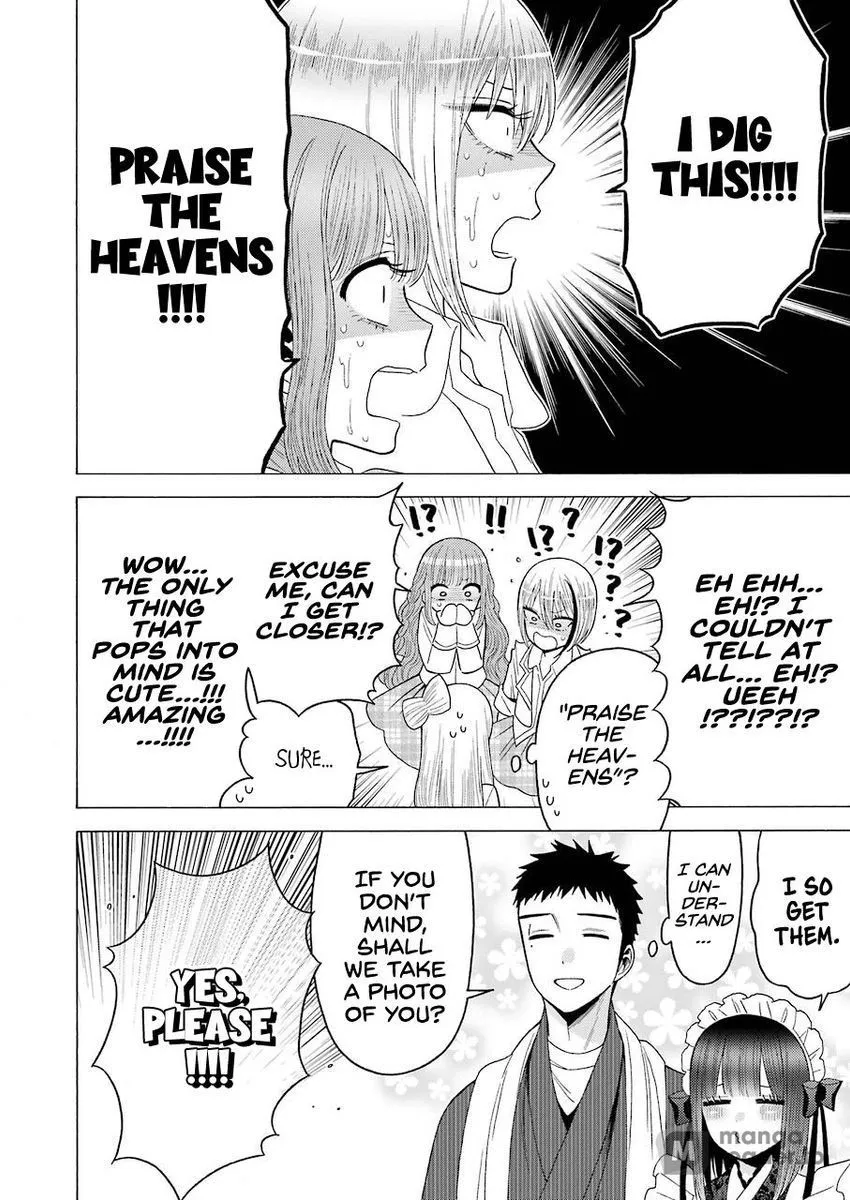 I DIG
THIS!!!!
PRAISE
THE
HEAVENS
!!!!
EH EHH...
EH!? I
COULDN'T
TELL AT
ALL... EH!?
UEEH
!??!??!?
!?
!!
?
?
!?
?
"PRAISE
THE
HEAV-
ENS"?
EXCUSE
ME, CAN
I GET
CLOSER!?
SURE...
WOW...
THE ONLY
THING
THAT
POPS INTO
MIND IS
CUTE...!!!
AMAZING
...!!!!
I SO
GET
THEM.
I CAN
UN-
DER-
STAND
...
IF YOU
DON'T
MIND,
SHALL
WE TAKE
A PHOTO
OF YOU?
YES,
PLEASE
!!!!
manga